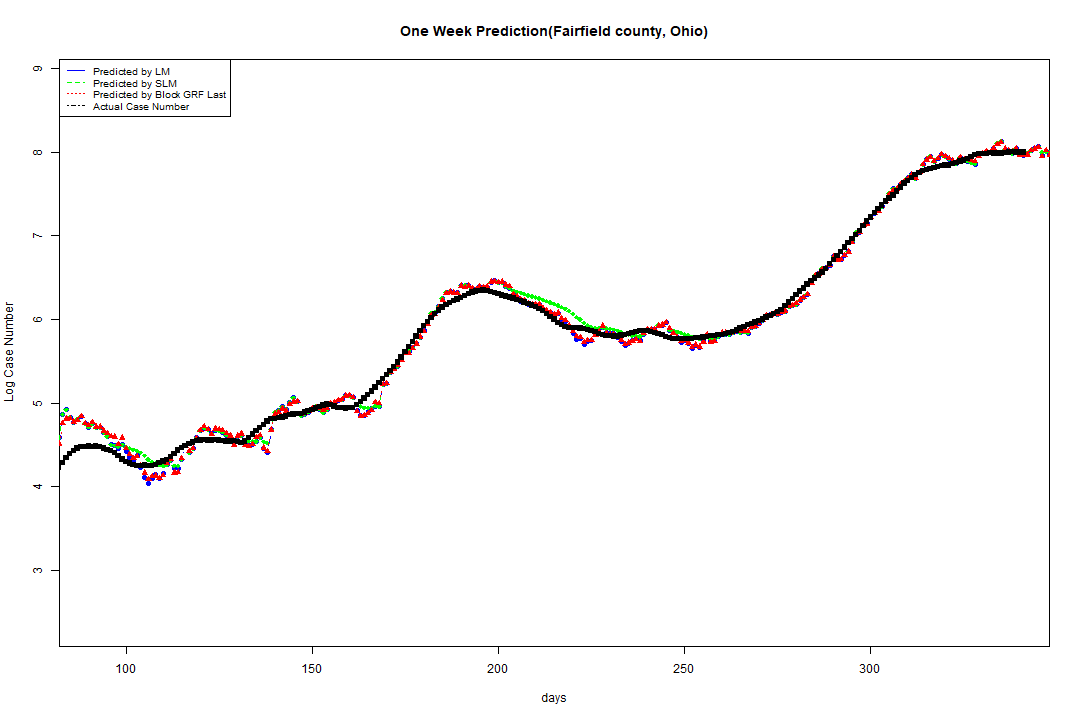 One Week Prediction(Fairfield county, Ohio)
Predicted by LM
Predicted by SLM
Predicted by Block GRF Last
Actual Case Number
9
8
7
6
5
4
3
Log Case Number
100 150 200 250 300
days